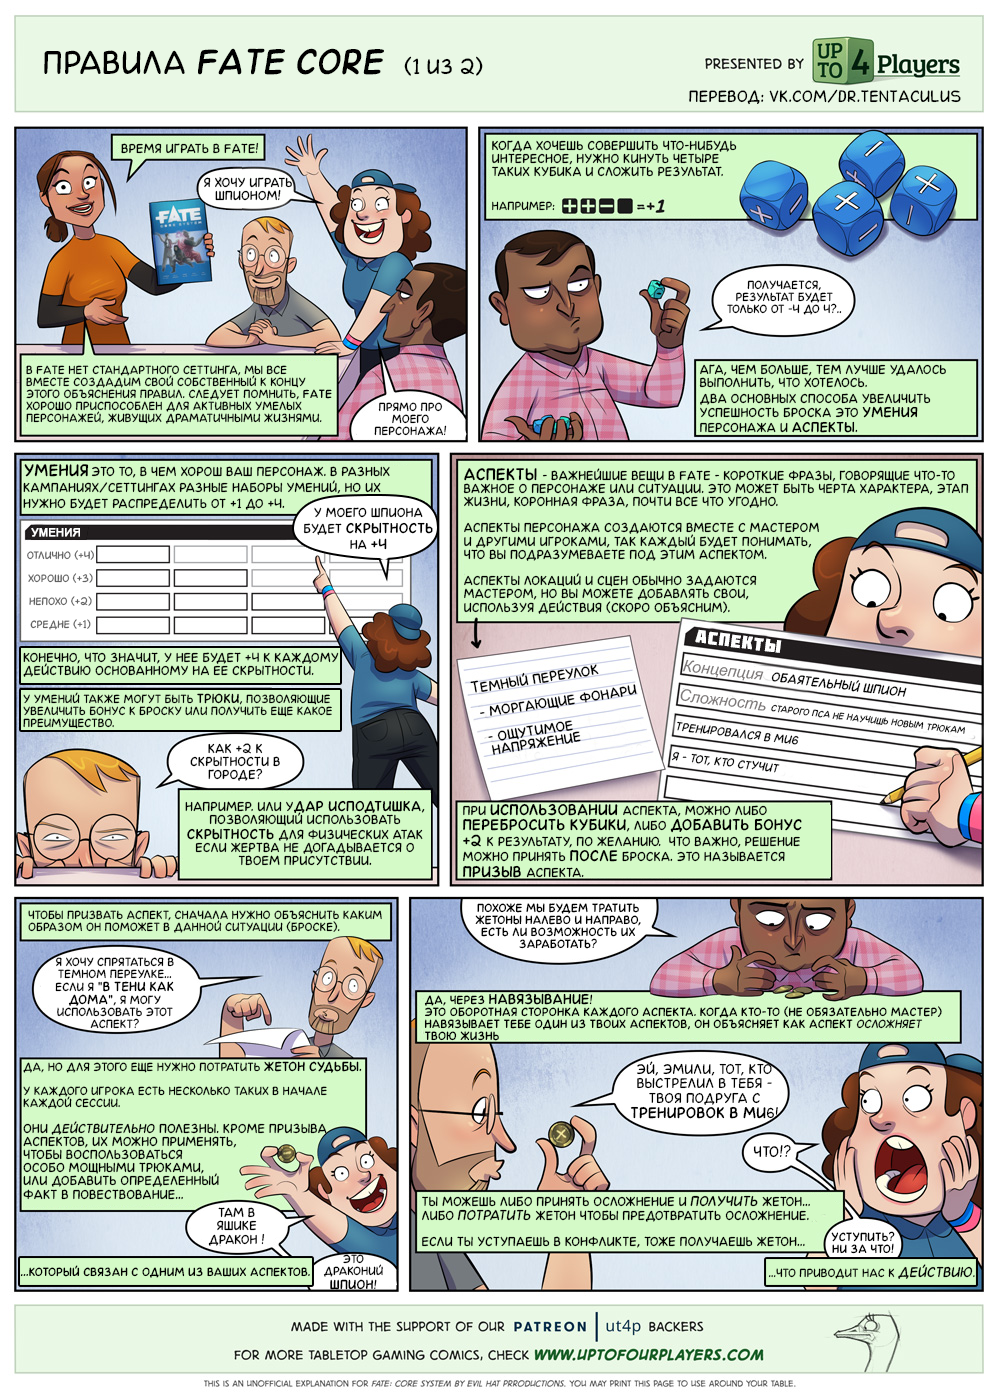 ПРАВИЛА FATE CORE (1 ИЗ 2)
PRESENTED BY UP TO 4 Players
ПЕРЕВОД: VK.COM/DR.TENTACULUS
ВРЕМЯ ИГРАТЬ В FATE!
Я ХОЧУ ИГРАТЬ
ШПИОНОМ!
FATE
CORE SYSTEM
В FATE НЕТ СТАНДАРТНОГО СЕТТИНГА, МЫ ВСЕ
ВМЕСТЕ СОЗДАДИМ СВОЙ СОБСТВЕННЫЙ К КОНЦУ
ЭТОГО ОБЪЯСНЕНИЯ ПРАВИЛ. СЛЕДУЕТ ПОМНИТЬ, FATE
ХОРОШО ПРИСПОСОБЛЕН ДЛЯ АКТИВНЫХ УМЕЛЫХ
ПЕРСОНАЖЕЙ, ЖИВУЩИХ ДРАМАТИЧНЫМИ ЖИЗНЯМИ.
ПРЯМО ПРО
МОЕГО
ПЕРСОНАЖА!
КОГДА ХОЧЕШЬ СОВЕРШИТЬ ЧТО-НИБУДЬ
ИНТЕРЕСНОЕ, НУЖНО КИНУТЬ ЧЕТЫРЕ
ТАКИХ КУБИКА И СЛОЖИТЬ РЕЗУЛЬТАТ.
НАПРИМЕР: =+1
ПОЛУЧАЕТСЯ,
РЕЗУЛЬТАТ БУДЕТ
ТОЛЬКО ОТ -4 ДО 4?..
АГА, ЧЕМ БОЛЬШЕ, ТЕМ ЛУЧШЕ УДАЛОСЬ
ВЫПОЛНИТЬ, ЧТО ХОТЕЛОСЬ.
ДВА ОСНОВНЫХ СПОСОБА УВЕЛИЧИТЬ
УСПЕШНОСТЬ БРОСКА ЭТО УМЕНИЯ
ПЕРСОНАЖА И АСПЕКТЫ.
УМЕНИЯ ЭТО ТО, В ЧЕМ ХОРОШ ВАШ ПЕРСОНАЖ. В РАЗНЫХ
КАМПАНИЯХ/СЕТТИНГАХ РАЗНЫЕ НАБОРЫ УМЕНИЙ, НО ИХ
НУЖНО БУДЕТ РАСПРЕДЕЛИТЬ ОТ +1 ДО +4.
У МОЕГО ШПИОНА
БУДЕТ СКРЫТНОСТЬ
НА +4
УМЕНИЯ
ОТЛИЧНО (+4)
ХОРОШО (+3)
НЕПОХО (+2)
СРЕДНЕ (+1)
КОНЕЧНО, ЧТО ЗНАЧИТ, У НЕЕ БУДЕТ +4 К КАЖДОМУ
ДЕЙСТВИЮ ОСНОВАННОМУ НА ЕЕ СКРЫТНОСТИ.
У УМЕНИЙ ТАКЖЕ МОГУТ БЫТЬ ТРЮКИ, ПОЗВОЛЯЮЩИЕ
УВЕЛИЧИТЬ БОНУС К БРОСКУ ИЛИ ПОЛУЧИТЬ ЕЩЕ КАКОЕ
ПРЕИМУЩЕСТВО.
КАК +2 К
СКРЫТНОСТИ В
ГОРОДЕ?
НАПРИМЕР. ИЛИ УДАР ИСПОДТИШКА,
ПОЗВОЛЯЮЩИЙ ИСПОЛЬЗОВАТЬ
СКРЫТНОСТЬ ДЛЯ ФИЗИЧЕСКИХ АТАК
ЕСЛИ ЖЕРТВА НЕ ДОГАДЫВАЕТСЯ О
ТВОЕМ ПРИСУТСТВИИ.
АСПЕКТЫ - ВАЖНЕЙШИЕ ВЕЩИ В FATE - КОРОТКИЕ ФРАЗЫ, ГОВОРЯЩИЕ ЧТО-ТО
ВАЖНОЕ О ПЕРСОНАЖЕ ИЛИ СИТУАЦИИ. ЭТО МОЖЕТ БЫТЬ ЧЕРТА ХАРАКТЕРА, ЭТАП
ЖИЗНИ, КОРОННАЯ ФРАЗА, ПОЧТИ ВСЕ ЧТО УГОДНО.
АСПЕКТЫ ПЕРСОНАЖА СОЗДАЮТСЯ ВМЕСТЕ С МАСТЕРОМ
И ДРУГИМИ ИГРОКАМИ, ТАК КАЖДЫЙ БУДЕТ ПОНИМАТЬ,
ЧТО ВЫ ПОДРАЗУМЕВАЕТЕ ПОД ЭТИМ АСПЕКТОМ.
АСПЕКТЫ ЛОКАЦИЙ И СЦЕН ОБЫЧНО ЗАДАЮТСЯ
МАСТЕРОМ, НО ВЫ МОЖЕТЕ ДОБАВЛЯТЬ СВОИ,
ИСПОЛЬЗУЯ ДЕЙСТВИЯ (СКОРО ОБЪЯСНИМ).
ТЕМНЫЙ ПЕРЕУЛОК
- МОРГАЮЩИЕ ФОНАРИ
- ОЩУТИМОЕ
НАПРЯЖЕНИЕ
АСПЕКТЫ
Концепция ОБАЯТЕЛЬНЫЙ ШПИОН
Сложность СТАРОГО ПСА НЕ НАУЧИШЬ НОВЫМ ТРЮКАМ
ТРЕНИРОВАЛСЯ В МИ6
Я - ТОТ, КТО СТУЧИТ
ПРИ ИСПОЛЬЗОВАНИИ АСПЕКТА, МОЖНО ЛИБО
ПЕРЕБРОСИТЬ КУБИКИ, ЛИБО ДОБАВИТЬ БОНУС
+2 К РЕЗУЛЬТАТУ, ПО ЖЕЛАНИЮ. ЧТО ВАЖНО, РЕШЕНИЕ
МОЖНО ПРИНЯТЬ ПОСЛЕ БРОСКА. ЭТО НАЗЫВАЕТСЯ
ПРИЗЫВ АСПЕКТА.
ЧТОБЫ ПРИЗВАТЬ АСПЕКТ, СНАЧАЛА НУЖНО ОБЪЯСНИТЬ КАКИМ
ОБРАЗОМ ОН ПОМОЖЕТ В ДАННОЙ СИТУАЦИИ (БРОСКЕ).
Я ХОЧУ СПРЯТАТЬСЯ В
ТЕМНОМ ПЕРЕУЛКЕ...
ЕСЛИ Я "В ТЕНИ КАК
ДОМА", Я МОГУ
ИСПОЛЬЗОВАТЬ ЭТОТ
АСПЕКТ?
ДА, НО ДЛЯ ЭТОГО ЕЩЕ НУЖНО ПОТРАТИТЬ ЖЕТОН СУДЬБЫ.
У КАЖДОГО ИГРОКА ЕСТЬ НЕСКОЛЬКО ТАКИХ В НАЧАЛЕ
КАЖДОЙ СЕССИИ.
ОНИ ДЕЙСТВИТЕЛЬНО ПОЛЕЗНЫ. КРОМЕ ПРИЗЫВА
АСПЕКТОВ, ИХ МОЖНО ПРИМЕНЯТЬ,
ЧТОБЫ ВОСПОЛЬЗОВАТЬСЯ
ОСОБО МОЩНЫМИ ТРЮКАМИ,
ИЛИ ДОБАВИТЬ ОПРЕДЕЛЕННЫЙ
ФАКТ В ПОВЕСТВОВАНИЕ...
ТАМ В
ЯШИКЕ
ДРАКОН !
...КОТОРЫЙ СВЯЗАН С ОДНИМ ИЗ ВАШИХ АСПЕКТОВ.
ЭТО
ДРАКОНИЙ
ШПИОН!
ПОХОЖЕ МЫ БУДЕМ ТРАТИТЬ
ЖЕТОНЫ НАЛЕВО И НАПРАВО,
ЕСТЬ ЛИ ВОЗМОЖНОСТЬ ИХ
ЗАРАБОТАТЬ?
ДА, ЧЕРЕЗ НАВЯЗЫВАНИЕ!
ЭТО ОБОРОТНАЯ СТОРОНКА КАЖДОГО АСПЕКТА. КОГДА КТО-ТО (НЕ ОБЯЗАТЕЛЬНО МАСТЕР)
НАВЯЗЫВАЕТ ТЕБЕ ОДИН ИЗ ТВОИХ АСПЕКТОВ, ОН ОБЪЯСНЯЕТ КАК АСПЕКТ ОСЛОЖНЯЕТ
ТВОЮ ЖИЗНЬ
ЭЙ, ЭМИЛИ, ТОТ, КТО
ВЫСТРЕЛИЛ В ТЕБЯ -
ТВОЯ ПОДРУГА С
ТРЕНИРОВОК В МИ6!
ЧТО!?
ТЫ МОЖЕШЬ ЛИБО ПРИНЯТЬ ОСЛОЖНЕНИЕ И ПОЛУЧИТЬ ЖЕТОН...
ЛИБО ПОТРАТИТЬ ЖЕТОН ЧТОБЫ ПРЕДОТВРАТИТЬ ОСЛОЖНЕНИЕ.
ЕСЛИ ТЫ УСТУПАЕШЬ В КОНФЛИКТЕ, ТОЖЕ ПОЛУЧАЕШЬ ЖЕТОН...
УСТУПИТЬ?
НИ ЗА ЧТО!
...ЧТО ПРИВОДИТ НАС К ДЕЙСТВИЮ.
MADE WITH THE SUPPORT OF OUR PATREON | ut4p BACKERS
FOR MORE TABLETOP GAMING COMICS, CHECK WWW.UPTOFOURPLAYERS.COM
THIS IS AN UNOFFICIAL EXPLANATION FOR FATE: CORE SYSTEM BY EVIL HAT PRRODUCTIONS. YOU MAY PRINT THIS PAGE TO USE AROUND YOUR TABLE.